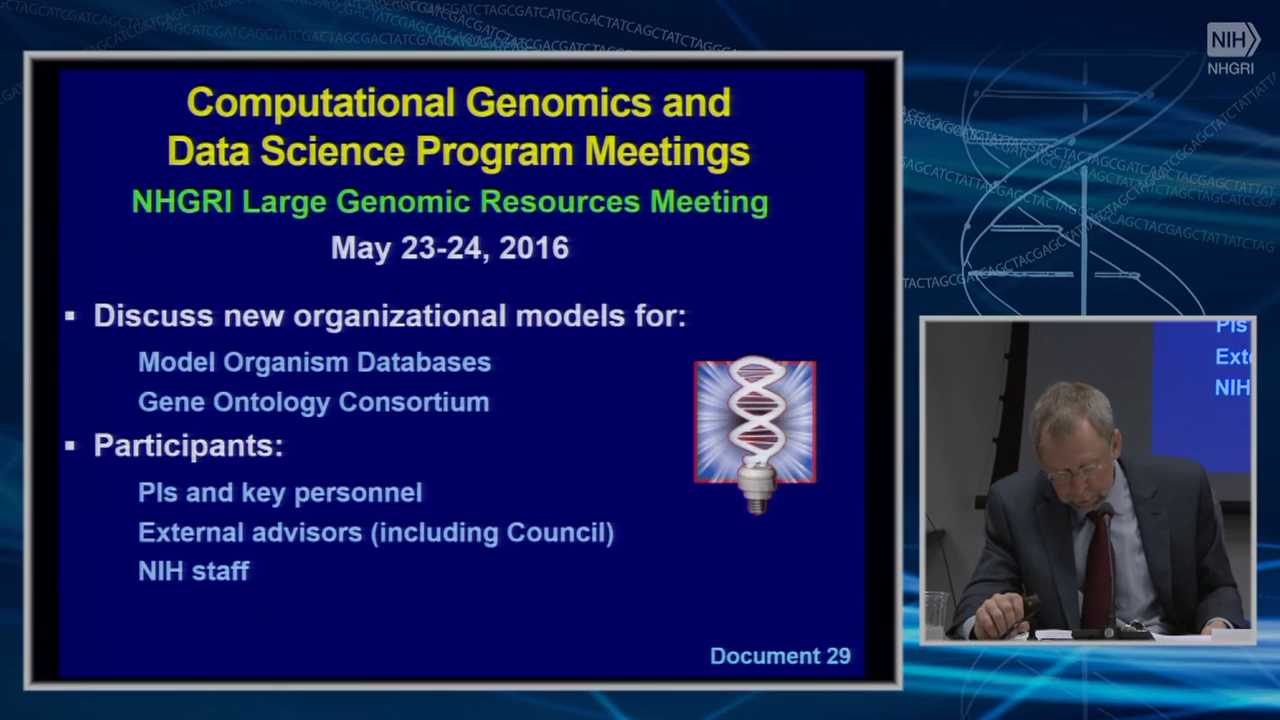 Computational Genomics and
Data Science Program Meetings
NHGRI Large Genomic Resources Meeting
May 23-24, 2016
▪ Discuss new organizational models for:
Model Organism Databases
Gene Ontology Consortium
▪ Participants:
PIs and key personnel
External advisors (including Council)
NIH staff
Document 29
NIH
NHGRI
PIs
Exte
NIH